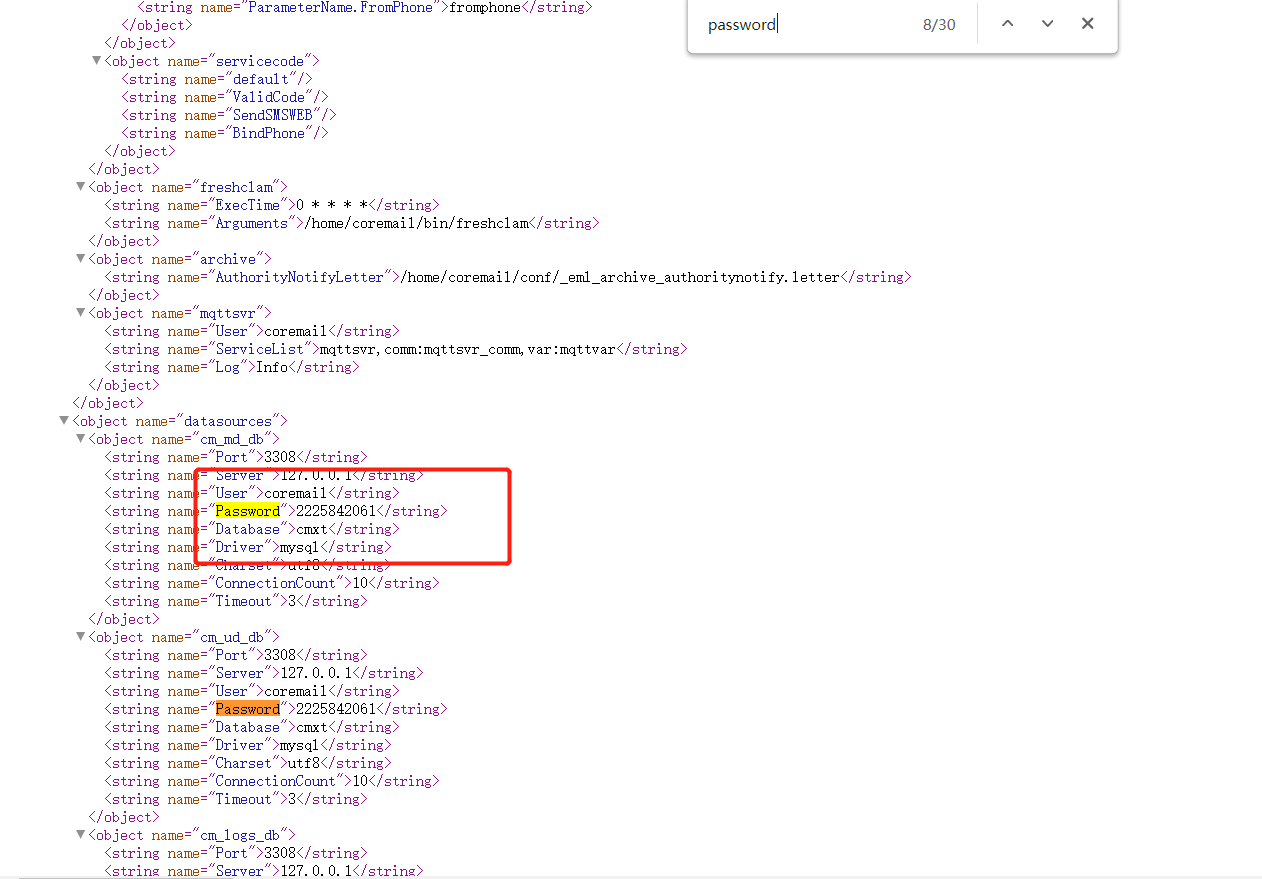 <string name="ParameterName.FromPhone">fromphone</string>
password
8/30
</object>
</object>
▼<object name="servicecode">
<string name="default"/>
<string name="ValidCode"/>
<string name="SendSMSWEB"/>
<string name="BindPhone"/>
</object>
</object>
▼<object name="freshclam">
<string name="ExecTime">0 * * * *</string>
<string name="Arguments">/home/coremail/bin/freshclam</string>
</object>
▼<object name="archive">
<string name="AuthorityNotifyLetter">/home/coremail/conf/_eml_archive_authoritynotify.letter</string>
</object>
▼<object name="mqttsvr">
<string name="User">coremail</string>
<string name="ServiceList">mqttsvr,comm:mqttsvr_comm,var:mqttvar</string>
<string name="Log">Info</string>
</object>
</object>
▼<object name="datasources">
▼<object name="cm_md_db">
<string name="Port">3308</string>
<string name="Server">127.0.0.1</string>
<string name="User">coremail</string>
<string name="Password">2225842061</string>
<string name="Database">cmxt</string>
<string name="Driver">mysql</string>
<string name="Charset">utf8</string>
<string name="ConnectionCount">10</string>
<string name="Timeout">3</string>
</object>
▼<object name="cm_ud_db">
<string name="Port">3308</string>
<string name="Server">127.0.0.1</string>
<string name="User">coremail</string>
<string name="Password">2225842061</string>
<string name="Database">cmxt</string>
<string name="Driver">mysql</string>
<string name="Charset">utf8</string>
<string name="ConnectionCount">10</string>
<string name="Timeout">3</string>
</object>
▼<object name="cm_logs_db">
<string name="Port">3308</string>
<string name="Server">127.0.0.1</string>